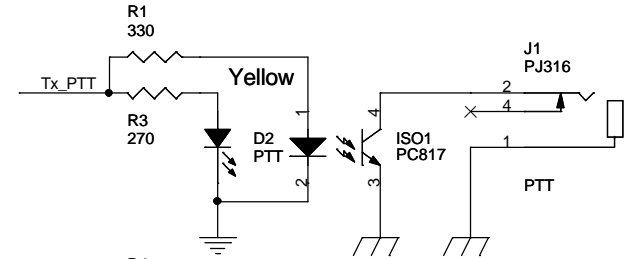 R1
330
J1
PJ316
Tx_PTT
Yellow
2
4
R3
270
1
4
D2
PTT
ISO1
PC817
1
2
3
PTT